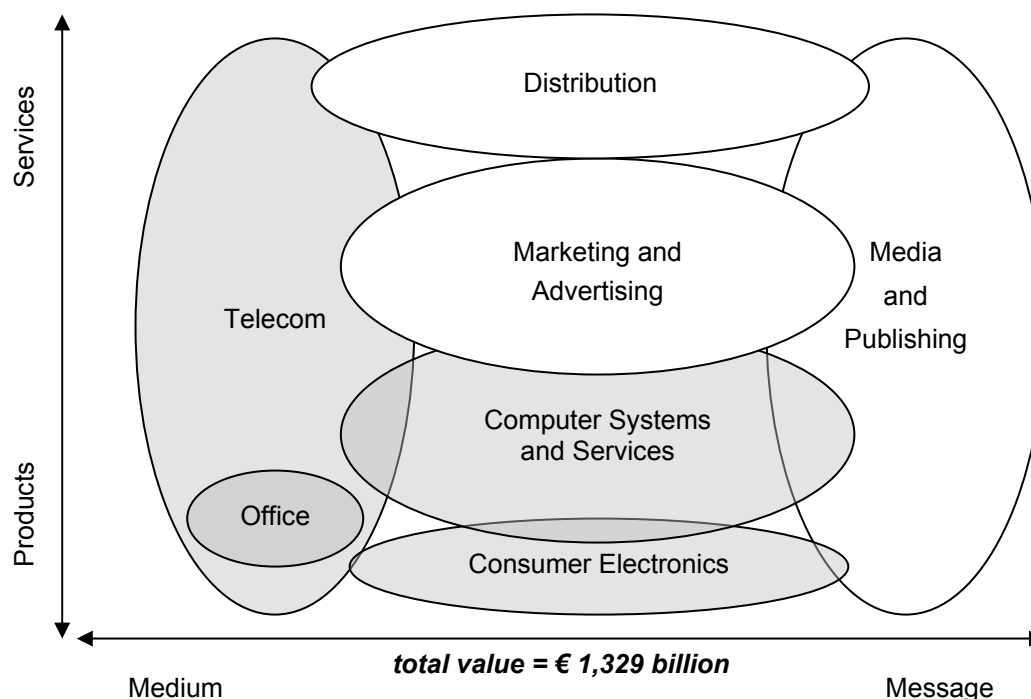 Services
Products
Distribution
Marketing and
Advertising
Media
and
Publishing
Telecom
Computer Systems
and Services
Office
Consumer Electronics
total value = € 1,329 billion
Medium
Message